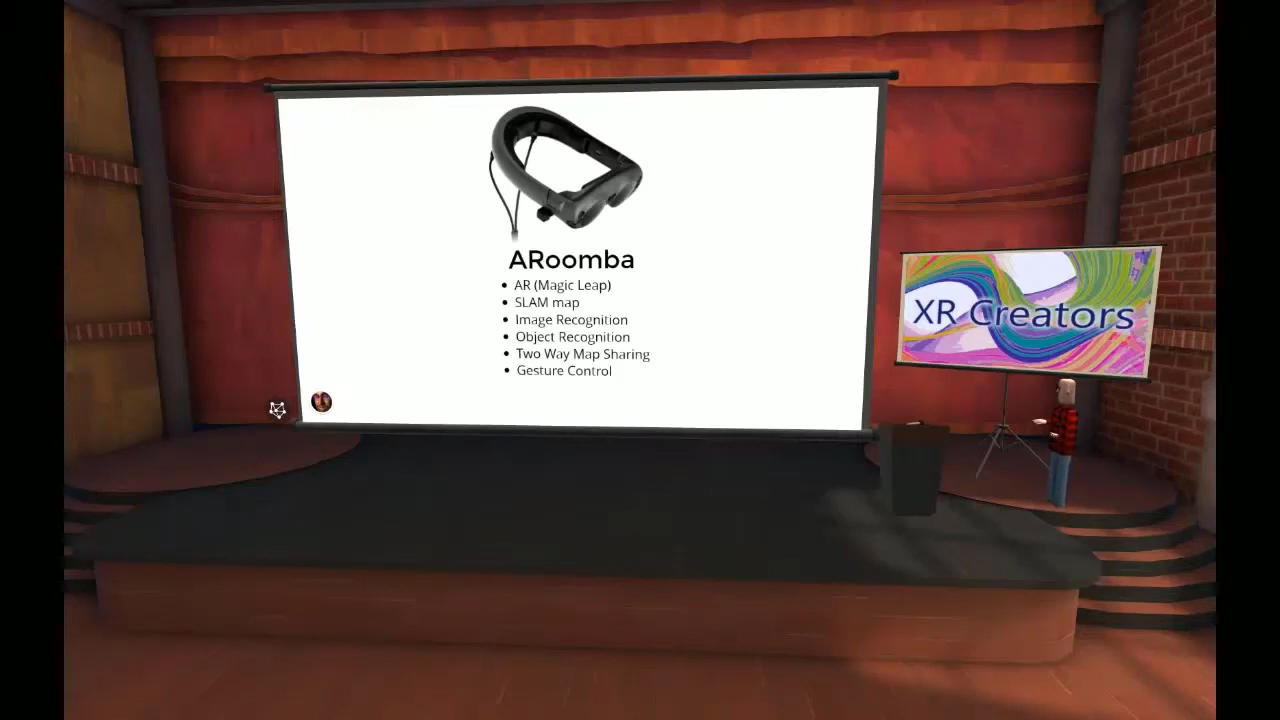 ARoomba
• AR (Magic Leap)
• SLAM map
• Image Recognition
• Object Recognition
• Two Way Map Sharing
• Gesture Control
XR Creators